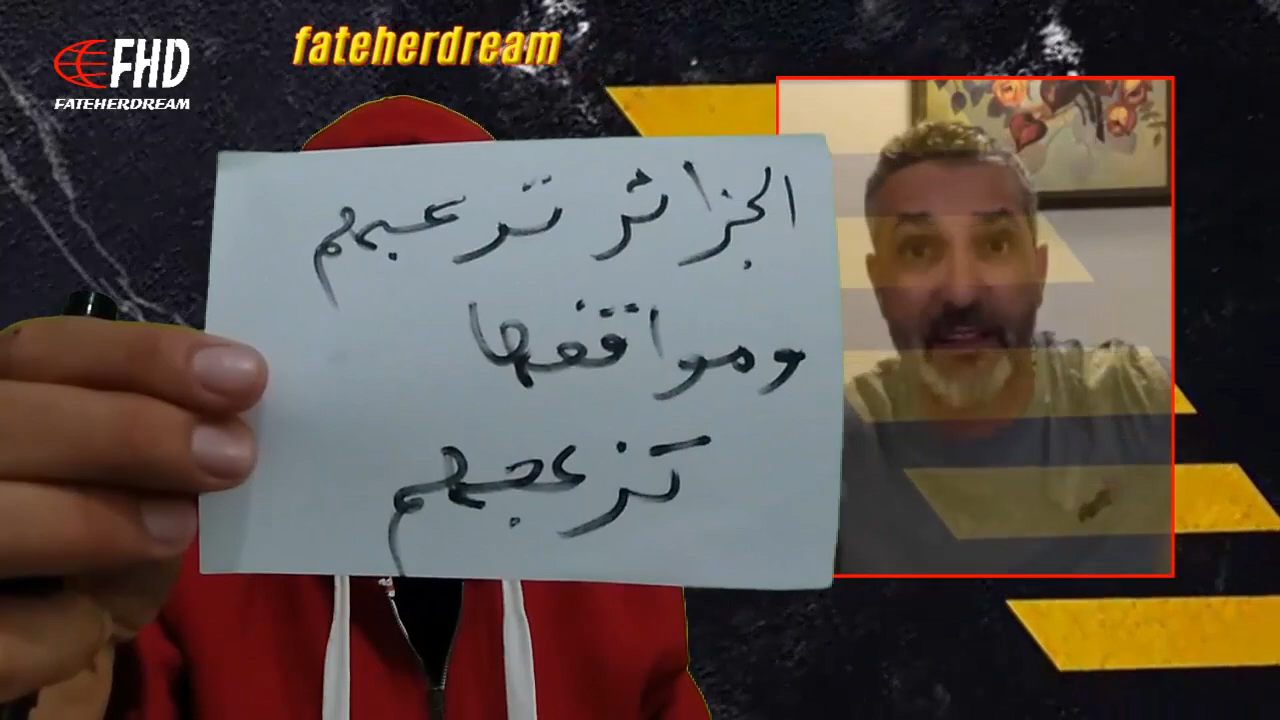 FHD
FATEHERDREAM
fateherdream
الجزائر ترعبهم
ومواقفها
تزعجهم